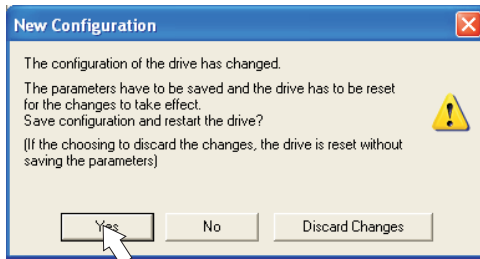 New Configuration
The configuration of the drive has changed.
The parameters have to be saved and the drive has to be reset
for the changes to take effect.
Save configuration and restart the drive?
(If the choosing to discard the changes, the drive is reset without
saving the parameters)
Yes No Discard Changes